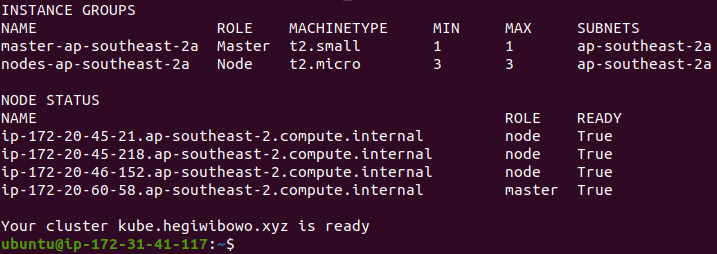 INSTANCE GROUPS
NAME ROLE MACHINETYPE MIN MAX SUBNETS
master-ap-southeast-2a Master t2.small 1 1 ap-southeast-2a
nodes-ap-southeast-2a Node t2.micro 3 3 ap-southeast-2a
NODE STATUS
NAME ROLE READY
ip-172-20-45-21.ap-southeast-2.compute.internal node True
ip-172-20-45-218.ap-southeast-2.compute.internal node True
ip-172-20-46-152.ap-southeast-2.compute.internal node True
ip-172-20-60-58.ap-southeast-2.compute.internal master True
Your cluster kube.hegiwibowo.xyz is ready
ubuntu@ip-172-31-41-117:~$